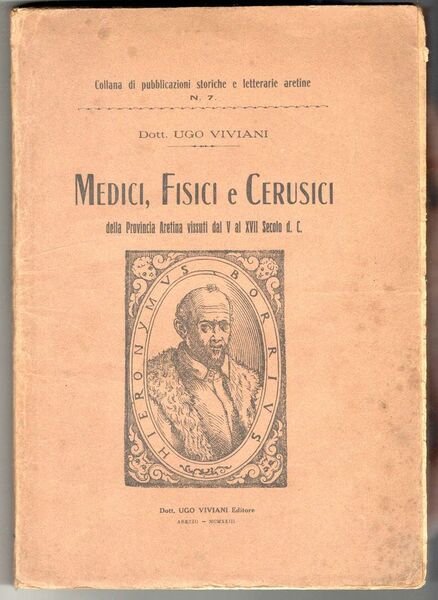 Collana di pubblicazioni storiche e letterarie aretine
N. 7.
Dott. UGO VIVIANI
MEDICI, FISICI e CERUSICI
della Provincia Aretina vissuti dal V al XVII Secolo d. C.
HIERONYMVS BORRIVS
Dott. UGO VIVIANI Editore
AREZZO — MCMXXIII